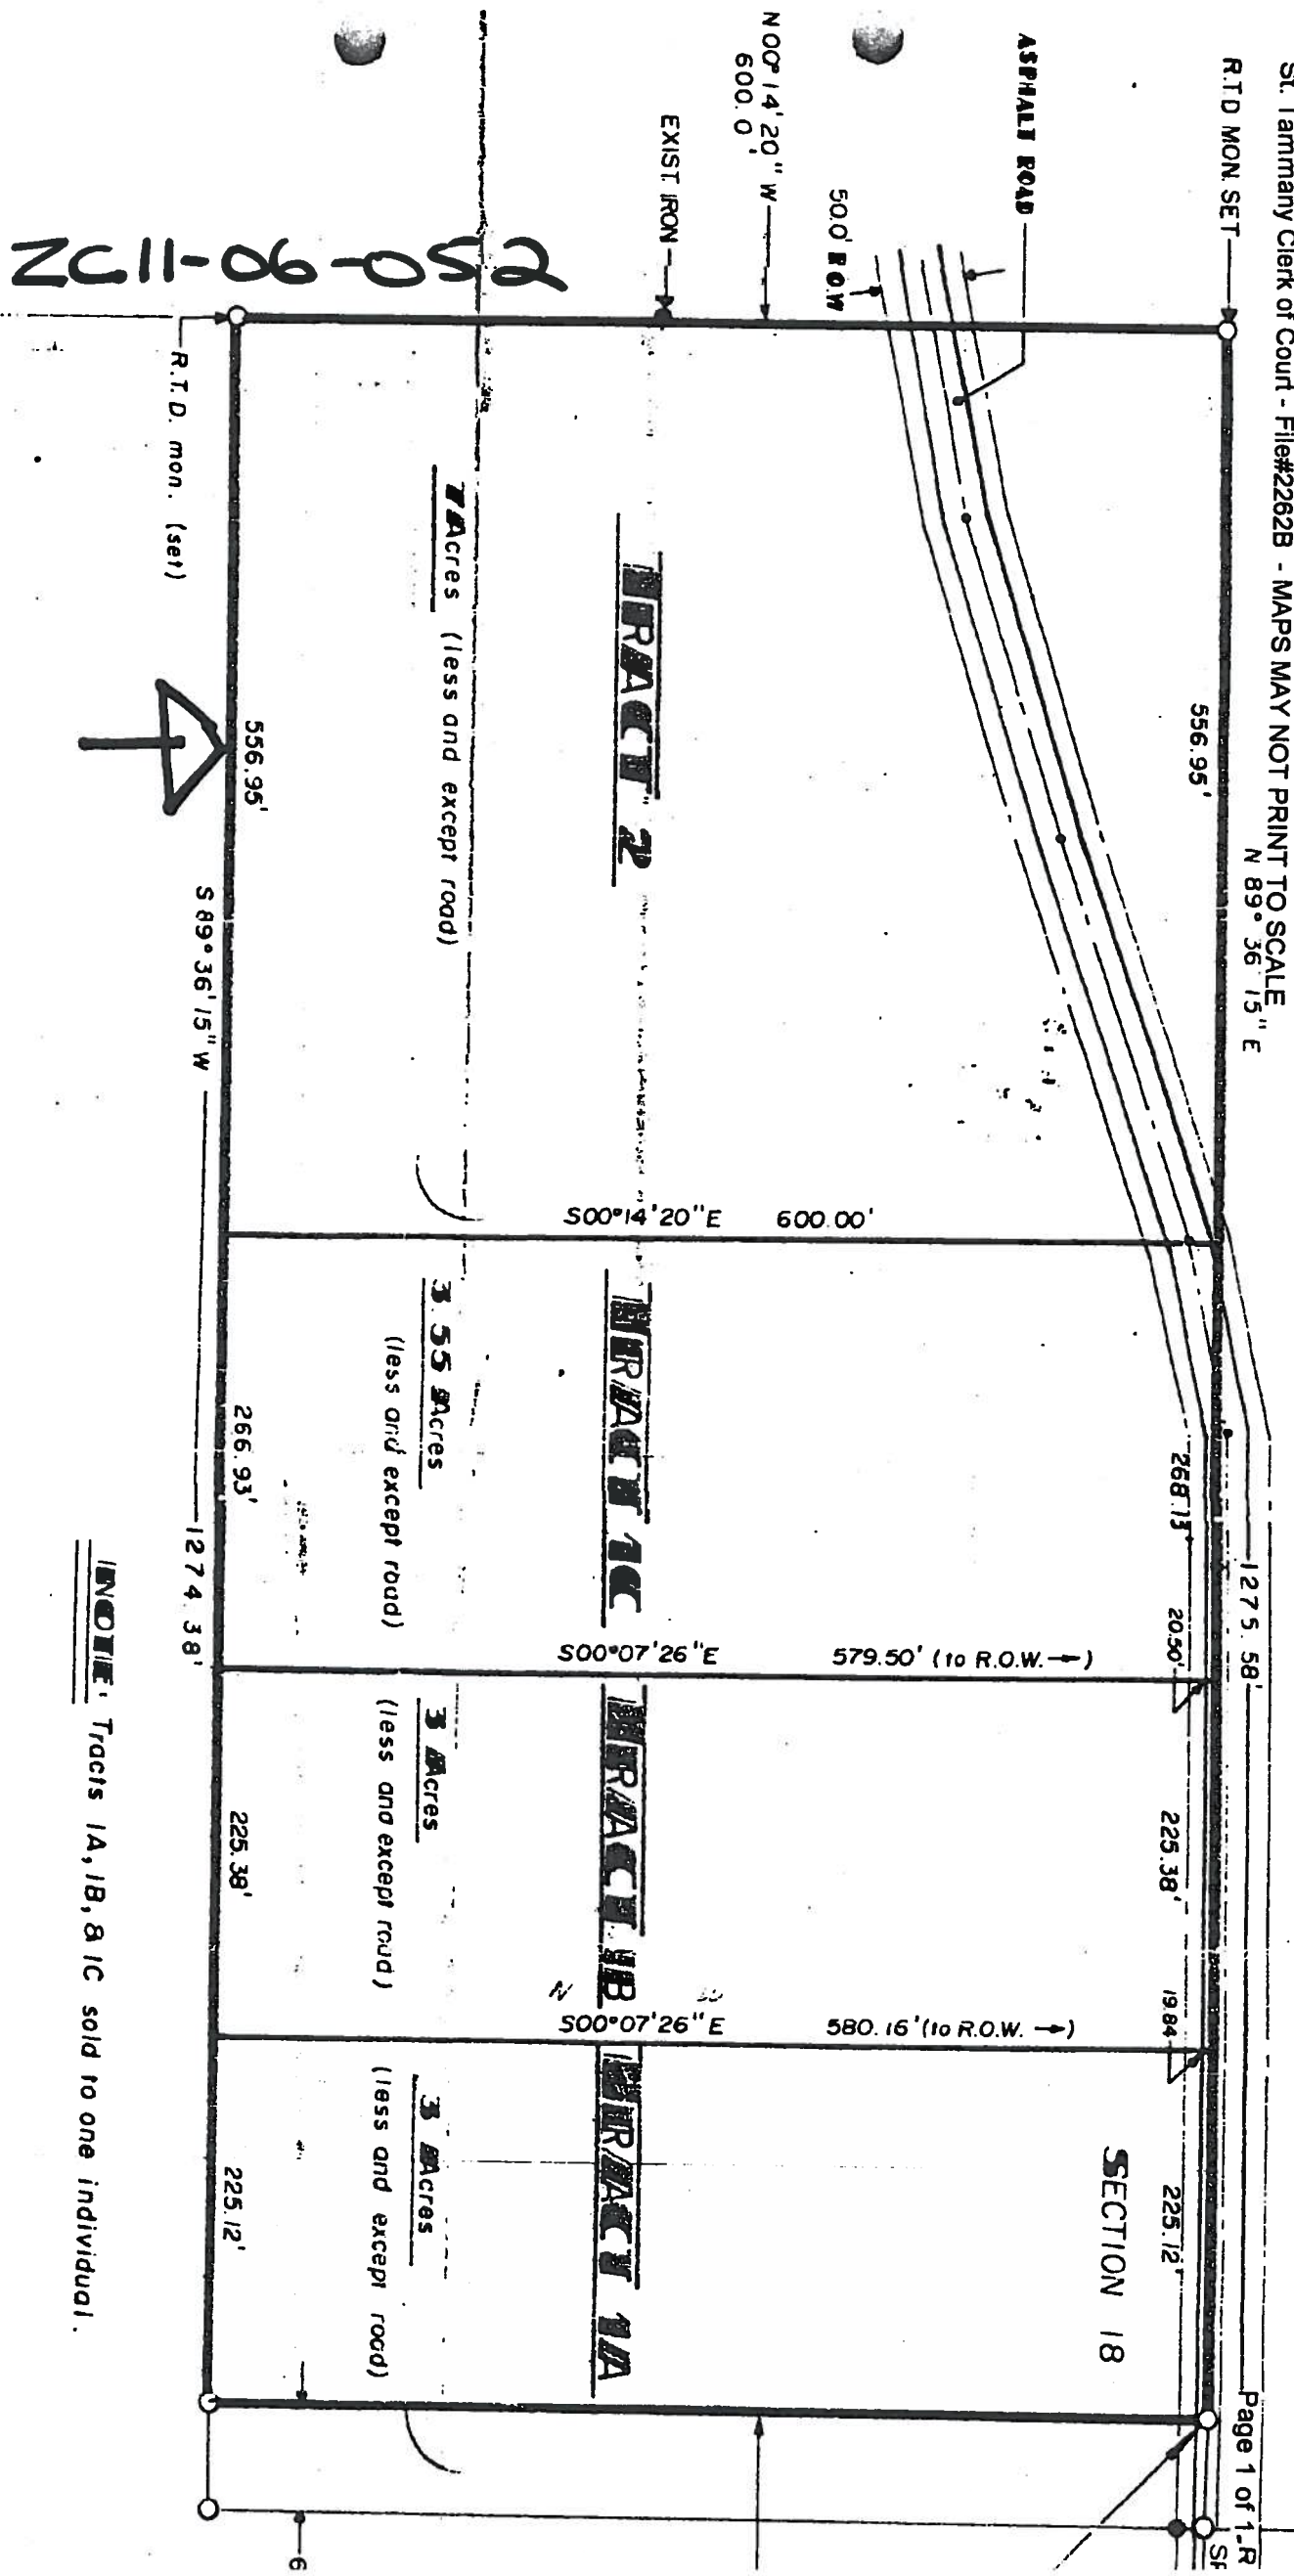 St. Tammany Clerk of Court - File#2262B - MAPS MAY NOT PRINT TO SCALE
Page 1 of 1
R.T.D MON. SET
N 89° 36' 15" E
556.95'
1275.58'
ASPHALT ROAD
50.0' R.O.W
N 00° 14' 20" W
600.0'
EXIST. IRON
268.13'
20.50'
225.38'
19.84
225.12'
SECTION 18
S00°14'20"E 600.00'
S00°07'26"E 579.50' (to R.O.W. →)
S00°07'26"E 580.16' (to R.O.W. →)
TRACT 2
TRACT 1C
TRACT 1B
TRACT 1A
7 Acres (less and except road)
3.55 Acres
(less and except road)
3 Acres
(less and except road)
3 Acres
(less and except road)
556.95'
266.93'
225.38'
225.12'
R.T.D. mon. (set)
S 89° 36' 15" W
1274.38'
NOTE: Tracts 1A, 1B, & 1C sold to one individual.
ZC11-06-052